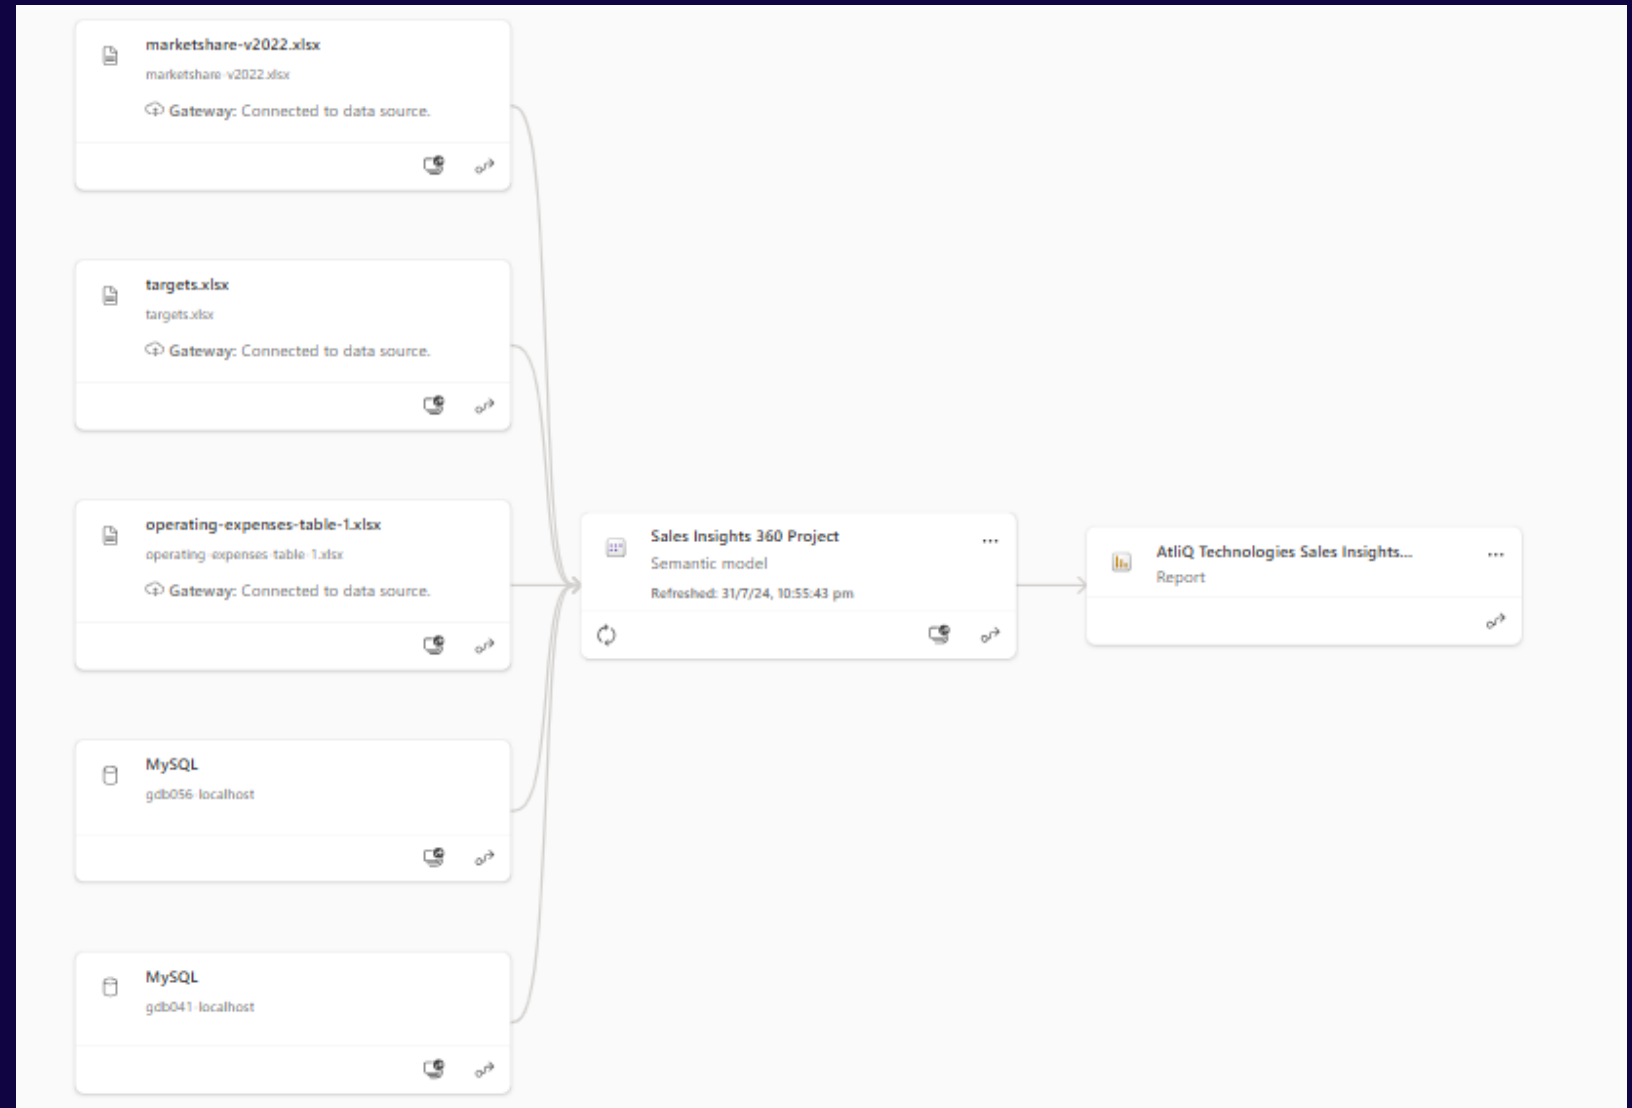 marketshare-v2022.xlsx
marketshare-v2022.xlsx
Gateway: Connected to data source.
targets.xlsx
targets.xlsx
Gateway: Connected to data source.
operating-expenses-table-1.xlsx
operating-expenses-table-1.xlsx
Gateway: Connected to data source.
MySQL
gdb056-localhost
MySQL
gdb041-localhost
Sales Insights 360 Project
Semantic model
Refreshed: 31/7/24, 10:55:43 pm
AtliQ Technologies Sales Insights...
Report